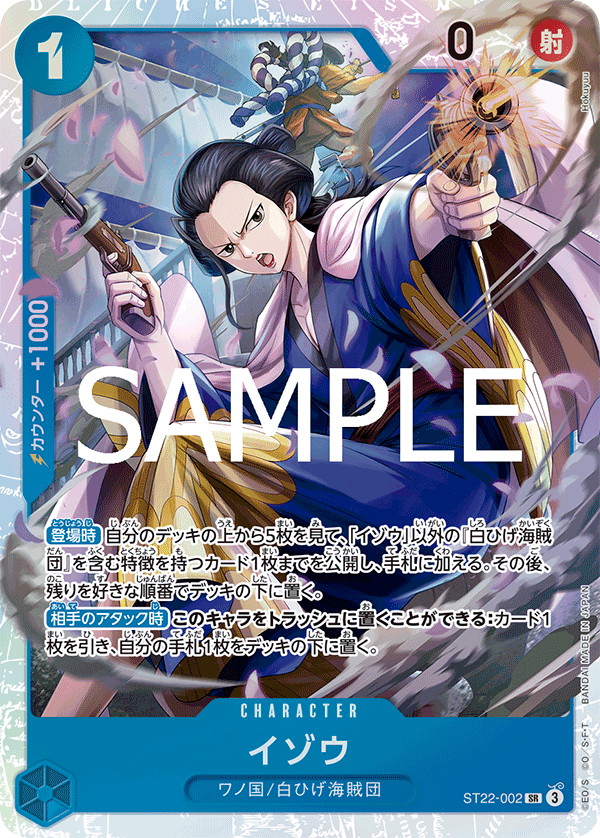 1
0
射
Hokuyuu
カウンター +1000
SAMPLE
登場時 自分のデッキの上から5枚を見て、「イゾウ」以外の『白ひげ海賊
団』を含む特徴を持つカード1枚までを公開し、手札に加える。その後、
残りを好きな順番でデッキの下に置く。
相手のアタック時 このキャラをトラッシュに置くことができる:カード1
枚を引き、自分の手札1枚をデッキの下に置く。
CHARACTER
イゾウ
ワノ国/白ひげ海賊団
ST22-002 SR 3
©E.O/S. ©O/S・F・T BANDAI MADE IN JAPAN